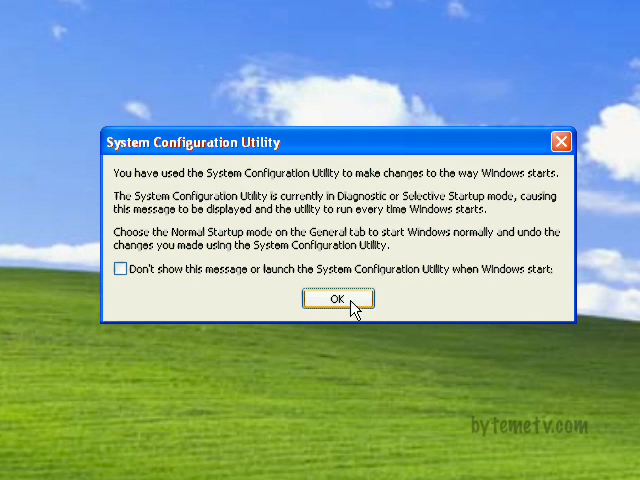 System Configuration Utility
You have used the System Configuration Utility to make changes to the way Windows starts.
The System Configuration Utility is currently in Diagnostic or Selective Startup mode, causing
this message to be displayed and the utility to run every time Windows starts.
Choose the Normal Startup mode on the General tab to start Windows normally and undo the
changes you made using the System Configuration Utility.
Don't show this message or launch the System Configuration Utility when Windows start:
OK
bytemetv.com